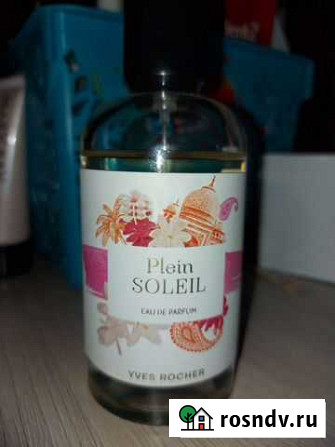 Plein
SOLEIL
EAU DE PARFUM
YVES ROCHER
rosndv.ru